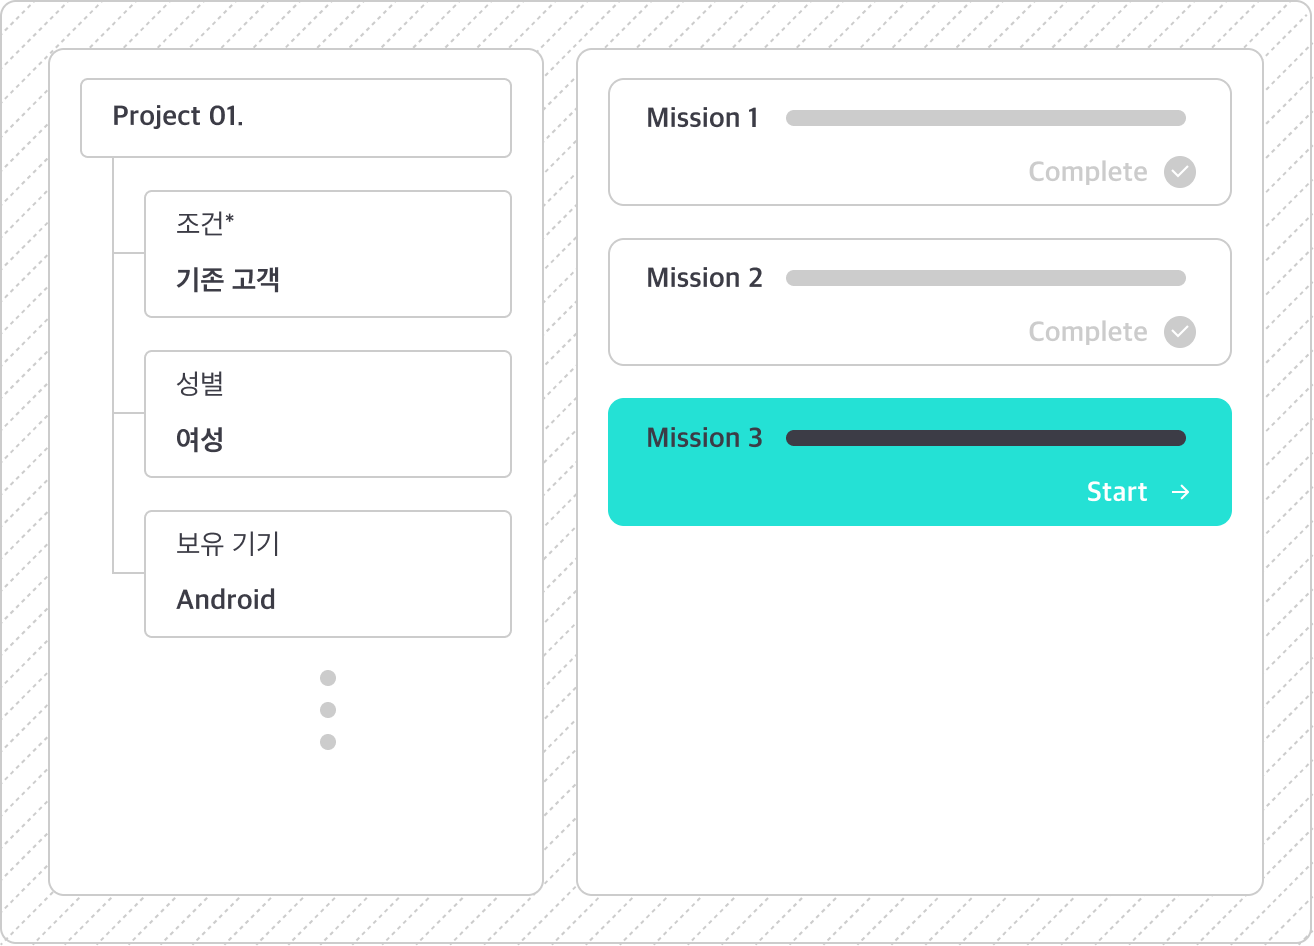 Project 01.
조건*
기존 고객
성별
여성
보유 기기
Android
Mission 1
Complete
Mission 2
Complete
Mission 3
Start →